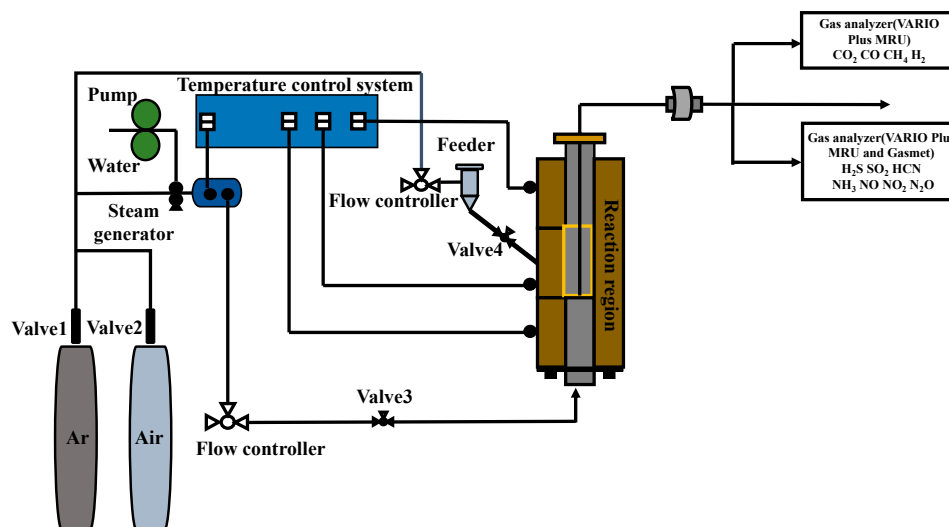 Gas analyzer(VARIO
Plus MRU)
CO₂ CO CH₄ H₂
Temperature control system
Pump
Water
Feeder
Flow controller
Steam
generator
Valve4
Reaction region
Gas analyzer(VARIO Plu
MRU and Gasmet)
H₂S SO₂ HCN
NH₃ NO NO₂ N₂O
Valve1
Valve2
Valve3
Ar
Air
Flow controller